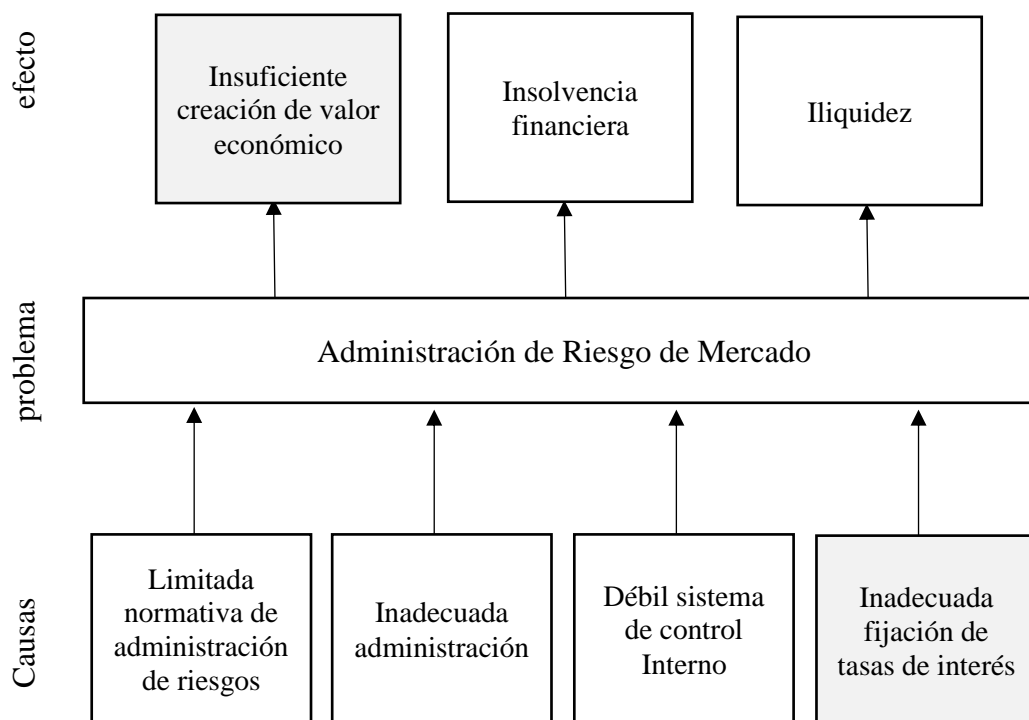 efecto
Insuficiente
creación de valor
económico
Insolvencia
financiera
Iliquidez
problema
Administración de Riesgo de Mercado
Causas
Limitada
normativa de
administración
de riesgos
Inadecuada
administración
Débil sistema
de control
Interno
Inadecuada
fijación de
tasas de interés